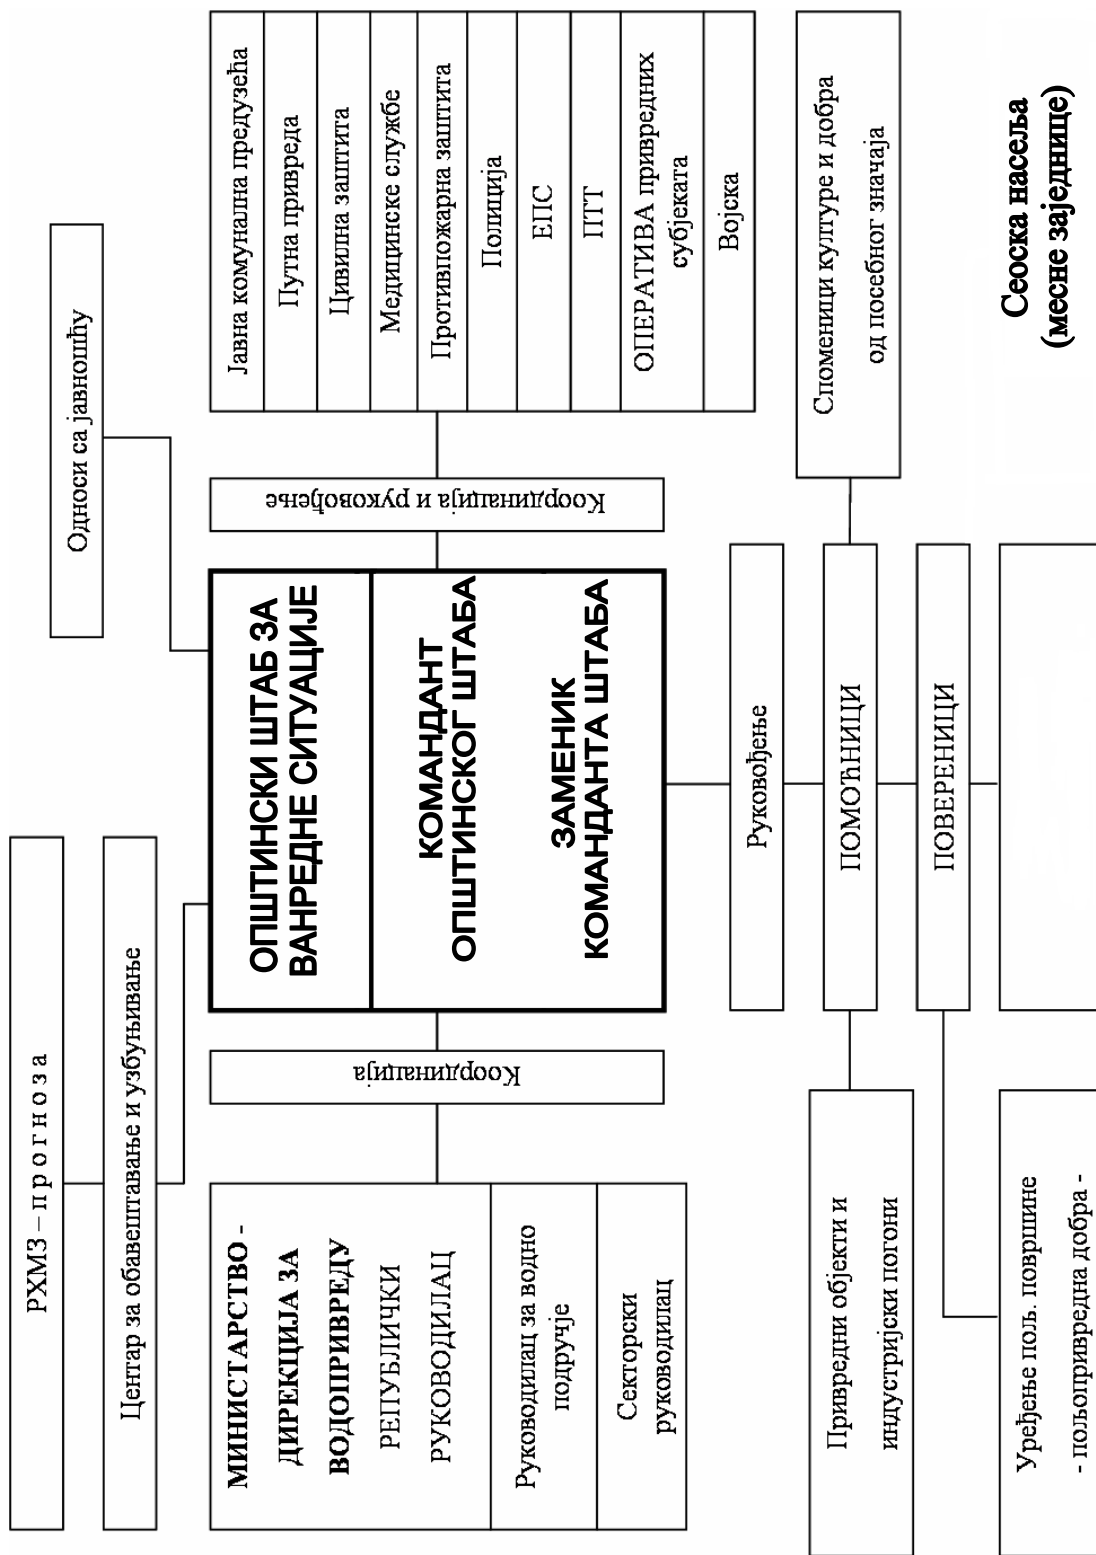 РХМЗ – п р о г н о з а
Центар за обавештавање и узбуњивање
Односи са јавношћу
МИНИСТАРСТВО -
ДИРЕКЦИЈА ЗА
ВОДОПРИВРЕДУ
РЕПУБЛИЧКИ
РУКОВОДИЛАЦ
Руководилац за водно
подручје
Секторски
руководилац
Координација
ОПШТИНСКИ ШТАБ ЗА
ВАНРЕДНЕ СИТУАЦИЈЕ
КОМАНДАНТ
ОПШТИНСКОГ ШТАБА
ЗАМЕНИК
КОМАНДАНТА ШТАБА
Координација и руковођење
Јавна комунална предузећа
Путна привреда
Цивилна заштита
Медицинске службе
Противпожарна заштита
Полиција
ЕПС
ПТТ
ОПЕРАТИВА привредних
субјеката
Војска
Руковођење
Привредни објекти и
индустријски погони
ПОМОЋНИЦИ
Споменици културе и добра
од посебног значаја
ПОВЕРЕНИЦИ
Уређење пољ. површине
- пољопривредна добра -
Сеоска насеља
(месне заједнице)